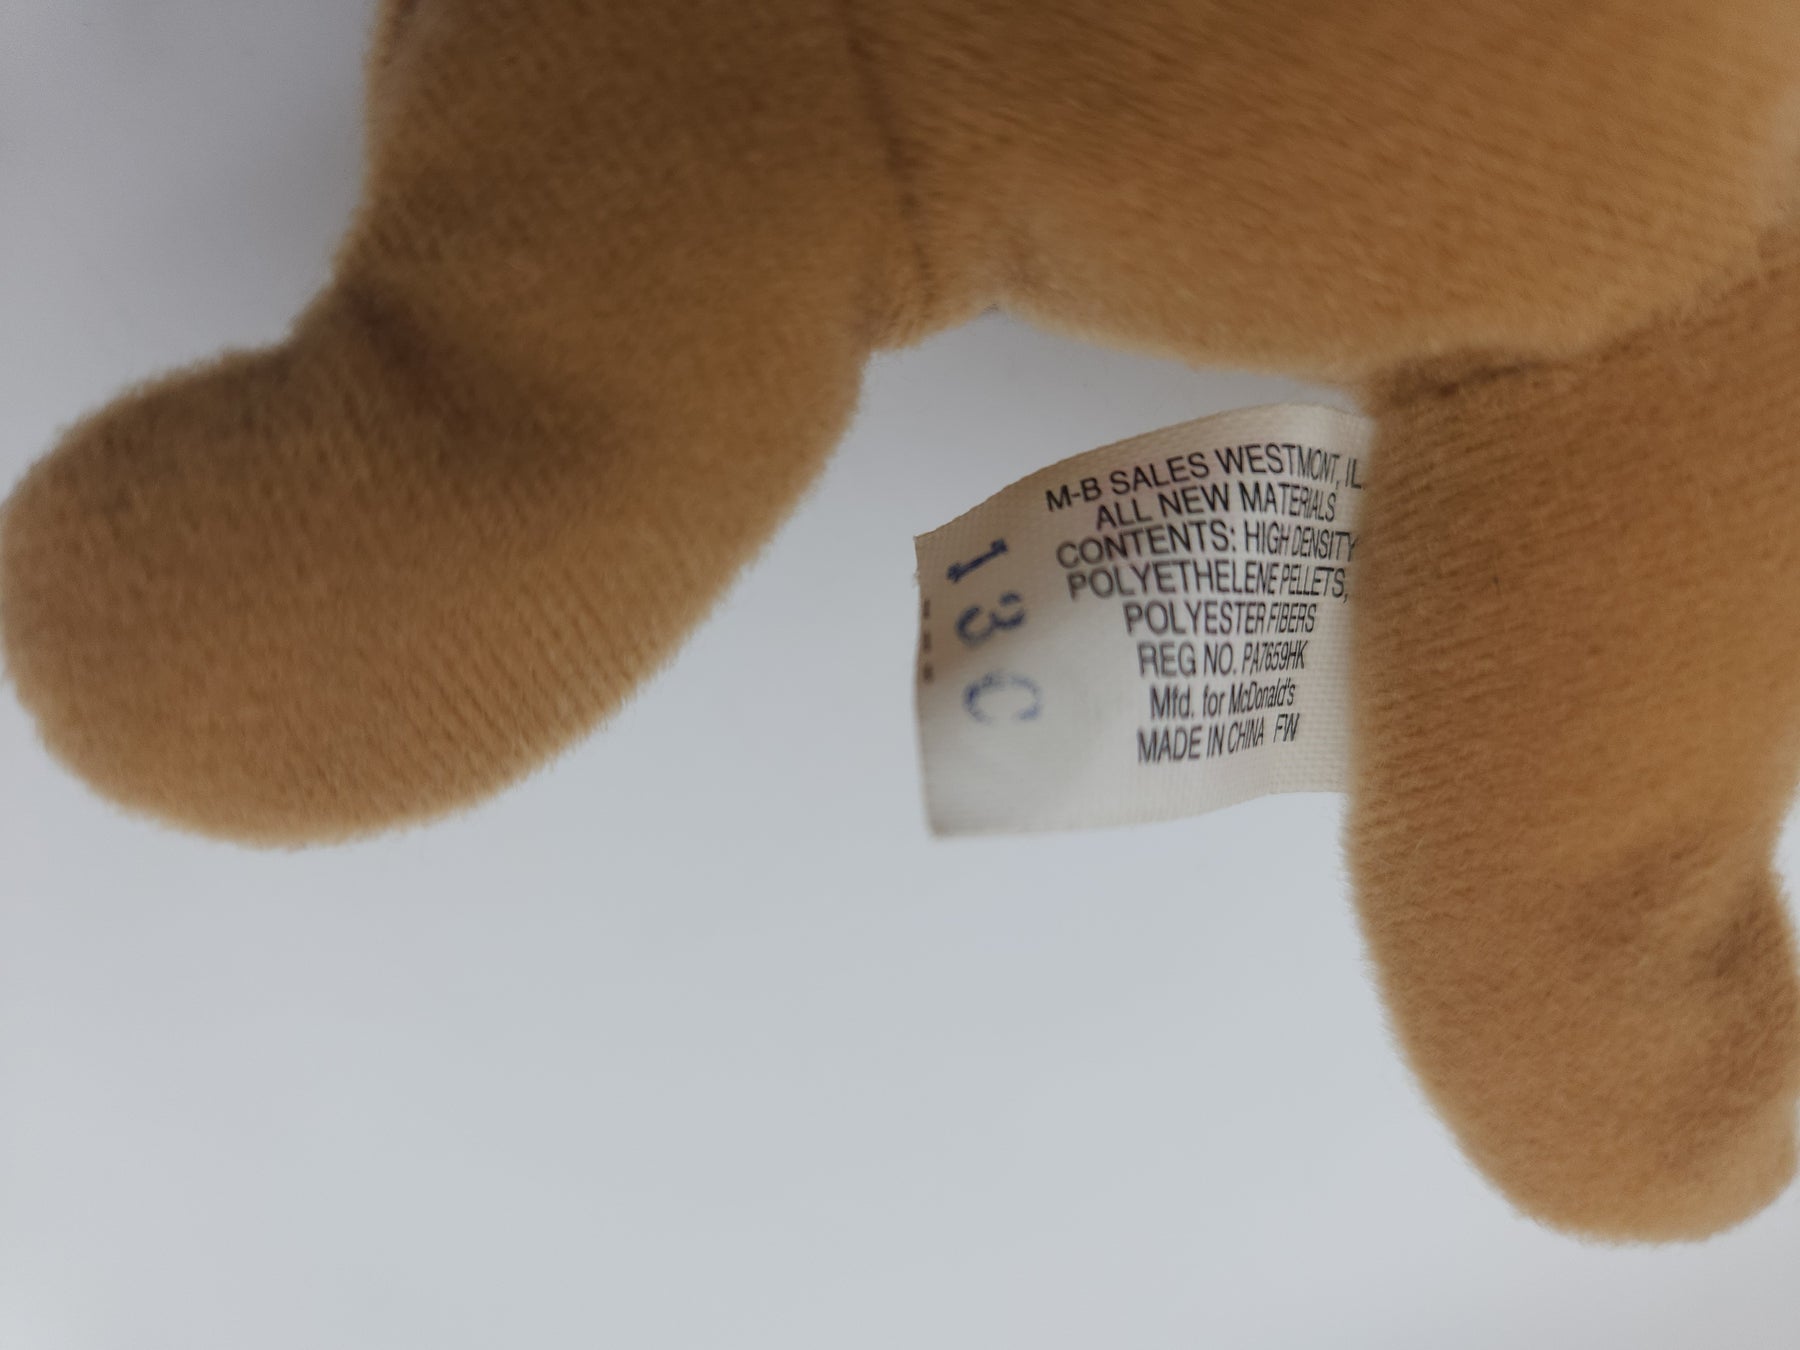 M-B SALES WESTMONT, IL.
ALL NEW MATERIALS
CONTENTS: HIGH DENSITY
POLYETHELENE PELLETS,
POLYESTER FIBERS
REG NO. PA7659HK
Mfd. for McDonald's
MADE IN CHINA FW
13C